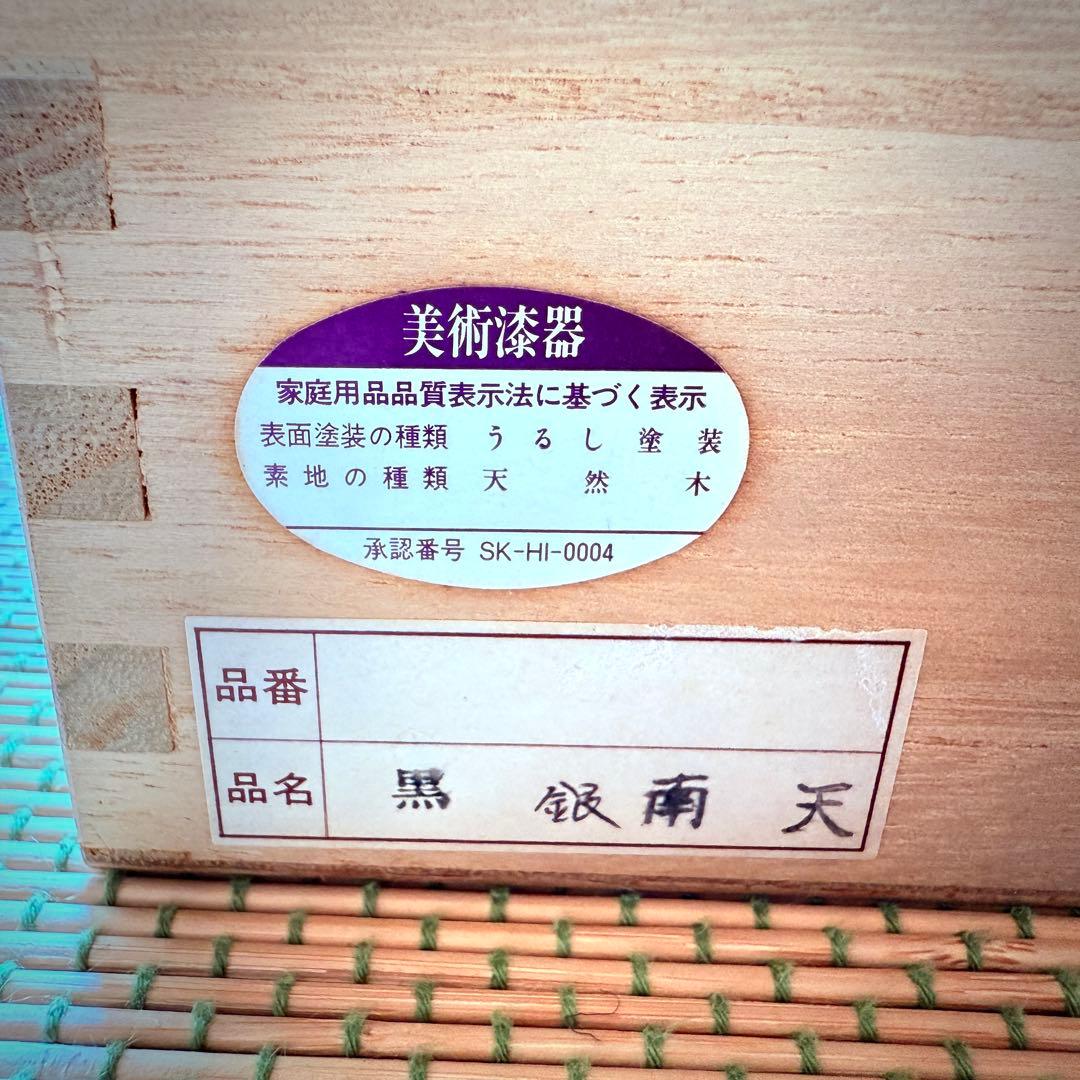 美術漆器
家庭用品品質表示法に基づく表示
表面塗装の種類 うるし塗装
素地の種類 天然木
承認番号 SK-HI-0004
品番
品名 黒 銀南天